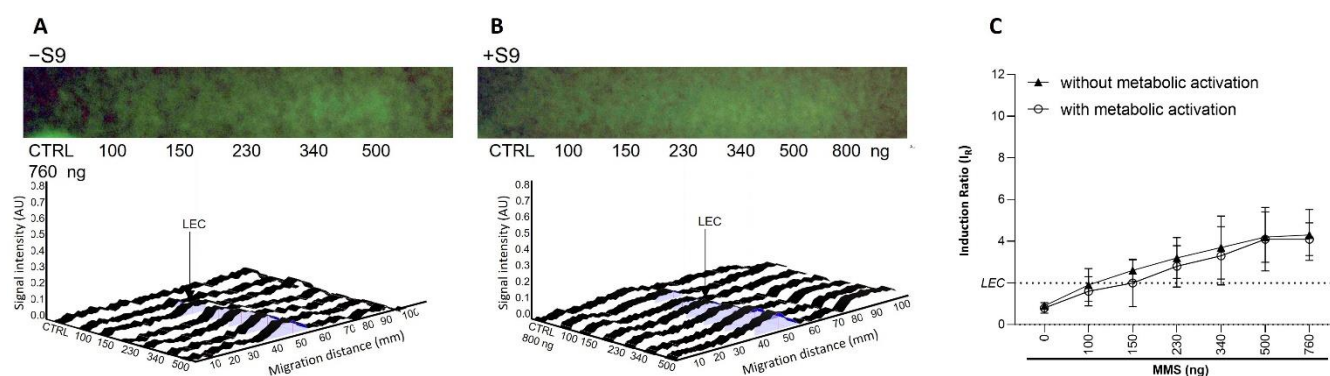 A
−S9
CTRL 100 150 230 340 500
760 ng
0.8
0.7
0.6
0.5
0.4
0.3
0.2
0.1
0.0
Signal intensity (AU)
LEC
CTRL 100 150 230 340 500
10 20 30 40 50 60 70 80 90 100
Migration distance (mm)
B
+S9
CTRL 100 150 230 340 500 800 ng
0.8
0.7
0.6
0.5
0.4
0.3
0.2
0.1
0.0
Signal intensity (AU)
LEC
CTRL 100 150 230 340 500
800 ng
10 20 30 40 50 60 70 80 90 100
Migration distance (mm)
C
without metabolic activation
with metabolic activation
12
10
8
6
4
LEC
2
0
Induction Ratio (IR)
0 100 150 230 340 500 760
MMS (ng)